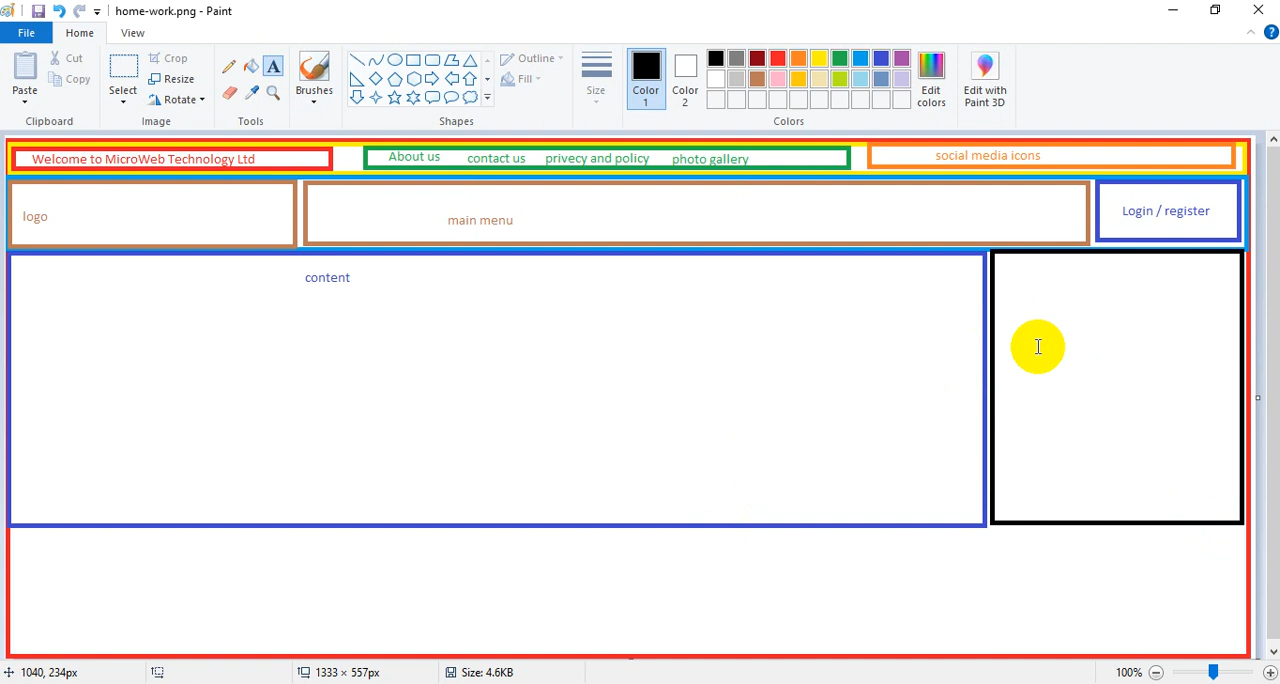 home-work.png - Paint
File Home View
Paste
Cut
Copy
Clipboard
Select
Crop
Resize
Rotate
Image
A
Tools
Brushes
Outline
Fill
Shapes
Size
Color 1
Color 2
Edit colors
Colors
Edit with Paint 3D
Welcome to MicroWeb Technology Ltd
About us contact us privecy and policy photo gallery
social media icons
logo
main menu
Login / register
content
1040, 234px
1333 × 557px
Size: 4.6KB
100%